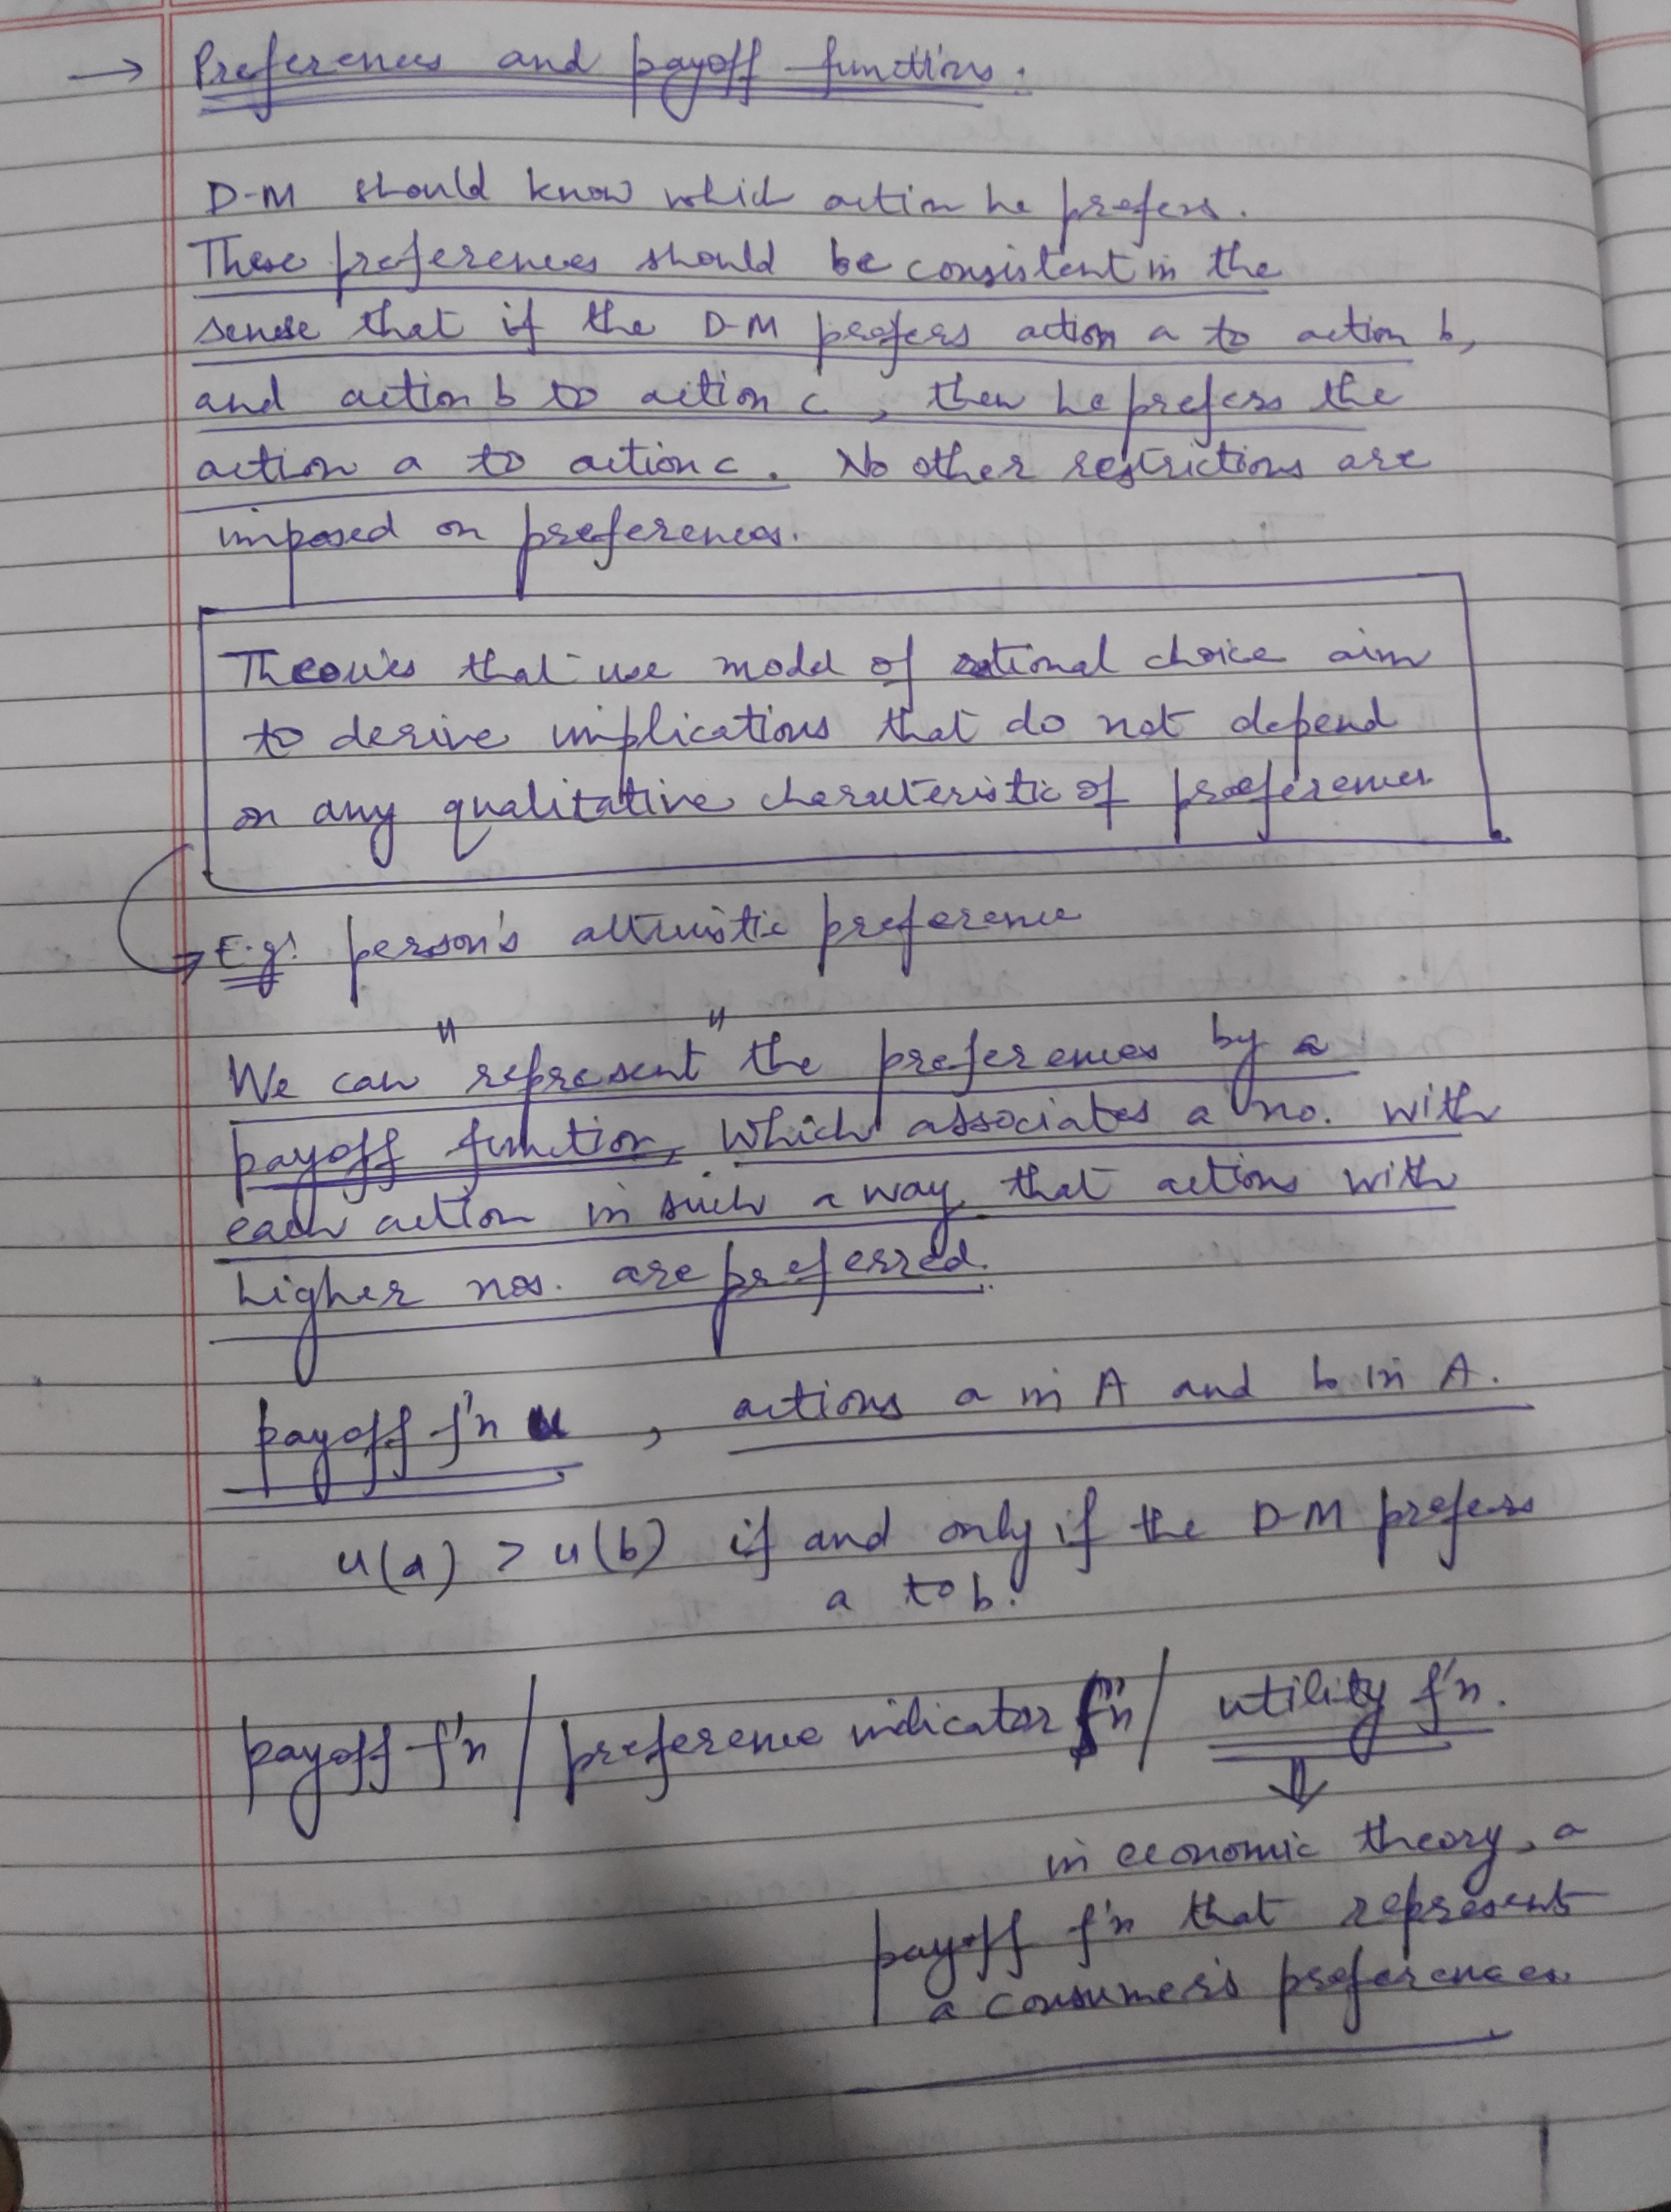 → Preferences and payoff functions.
D-M should know which action he prefers.
These preferences should be consistent in the
sense that if the D-M prefers action a to action b,
and action b to action c, then he prefers the
action a to action c. No other restrictions are
imposed on preferences.
Theories that use model of rational choice aim
to derive implications that do not depend
on any qualitative charecteristic of preferences
E.g: person's altruistic preference
We can "represent" the preferences by a
payoff function, which associates a no. with
each action in such a way that actions with
higher nos. are preferred.
payoff f'n u , actions a in A and b in A.
u(a) > u(b) if and only if the D-M prefers
a to b.
payoff f'n / preference indicator f'n / utility f'n.
⇓
in economic theory, a
payoff f'n that represents
a consumer's preferences